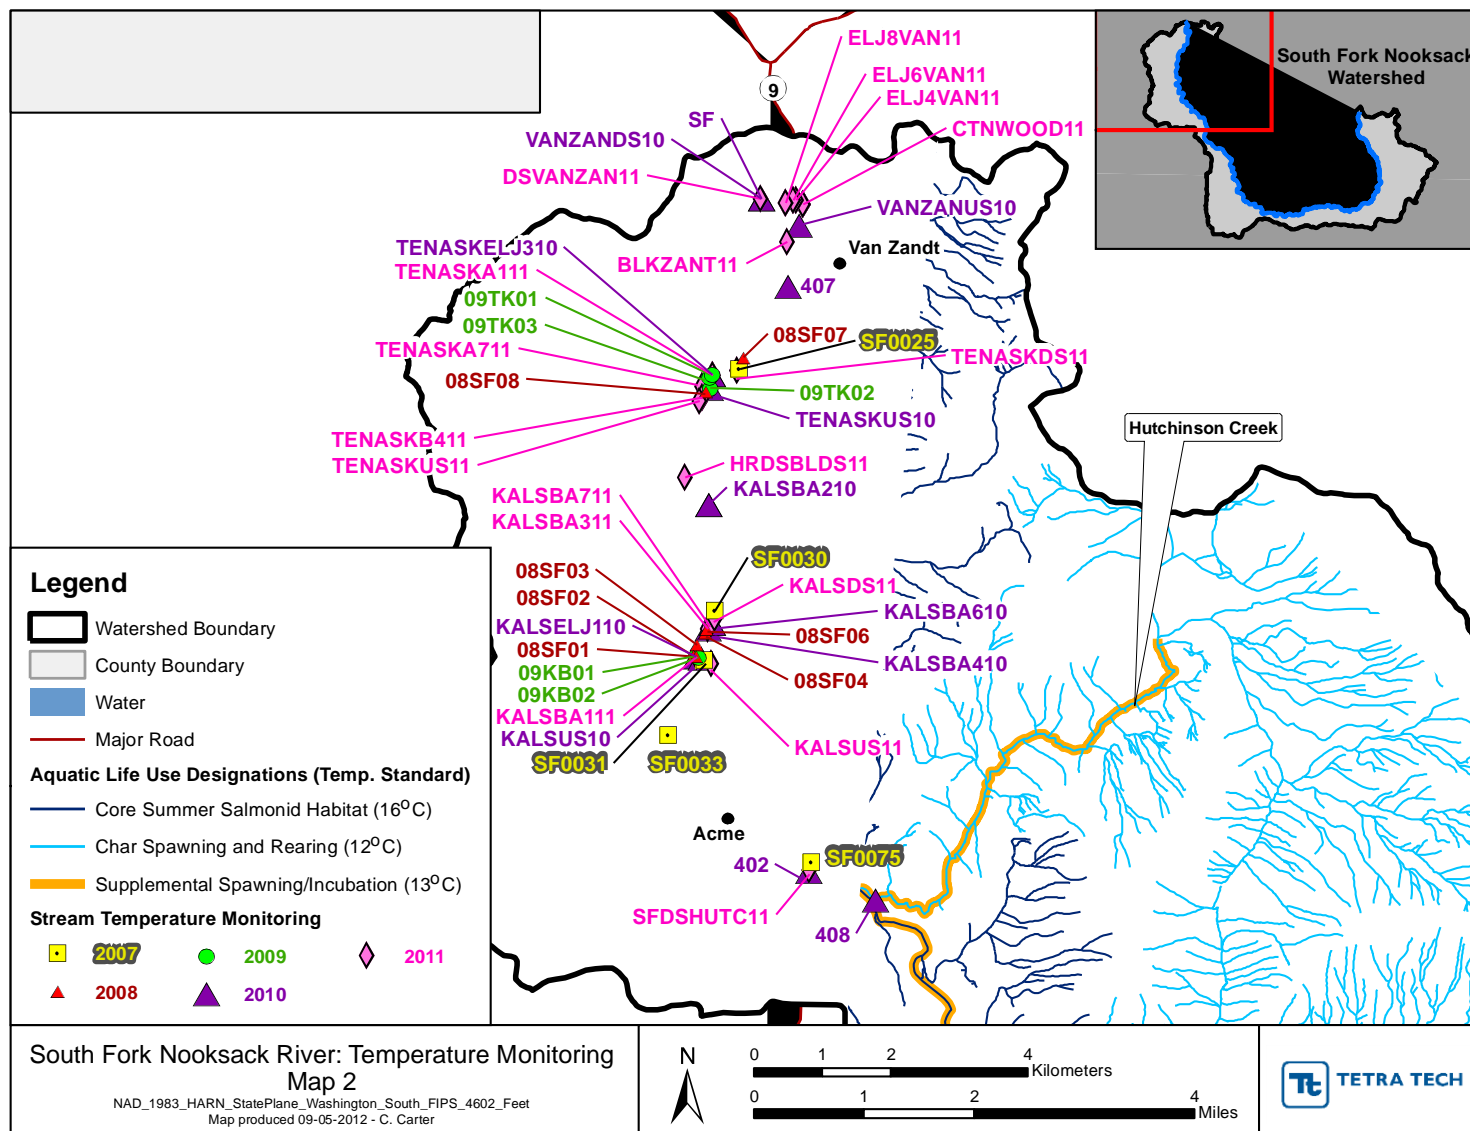 ELJ8VAN11
ELJ6VAN11
ELJ4VAN11
CTNWOOD11
9
SF
VANZANDS10
DSVANZAN11
South Fork Nooksack
Watershed
VANZANUS10
Van Zandt
TENASKELJ310
BLKZANT11
TENASKA111
407
09TK01
09TK03
08SF07
SF0025
TENASKA711
TENASKDS11
08SF08
09TK02
TENASKUS10
TENASKB411
TENASKUS11
Hutchinson Creek
HRDSBLDS11
KALSBA210
KALSBA711
KALSBA311
SF0030
08SF03
KALSDS11
08SF02
KALSBA610
KALSELJ110
08SF06
08SF01
KALSBA410
09KB01
08SF04
09KB02
KALSBA111
KALSUS10
KALSUS11
SF0031
SF0033
Acme
402
SF0075
SFDSHUTC11
408
Legend
Watershed Boundary
County Boundary
Water
Major Road
Aquatic Life Use Designations (Temp. Standard)
Core Summer Salmonid Habitat (16°C)
Char Spawning and Rearing (12°C)
Supplemental Spawning/Incubation (13°C)
Stream Temperature Monitoring
2007
2009
2011
2008
2010
South Fork Nooksack River: Temperature Monitoring
Map 2
NAD_1983_HARN_StatePlane_Washington_South_FIPS_4602_Feet
Map produced 09-05-2012 - C. Carter
N
0 1 2 4
Kilometers
0 1 2 4
Miles
Tt TETRA TECH